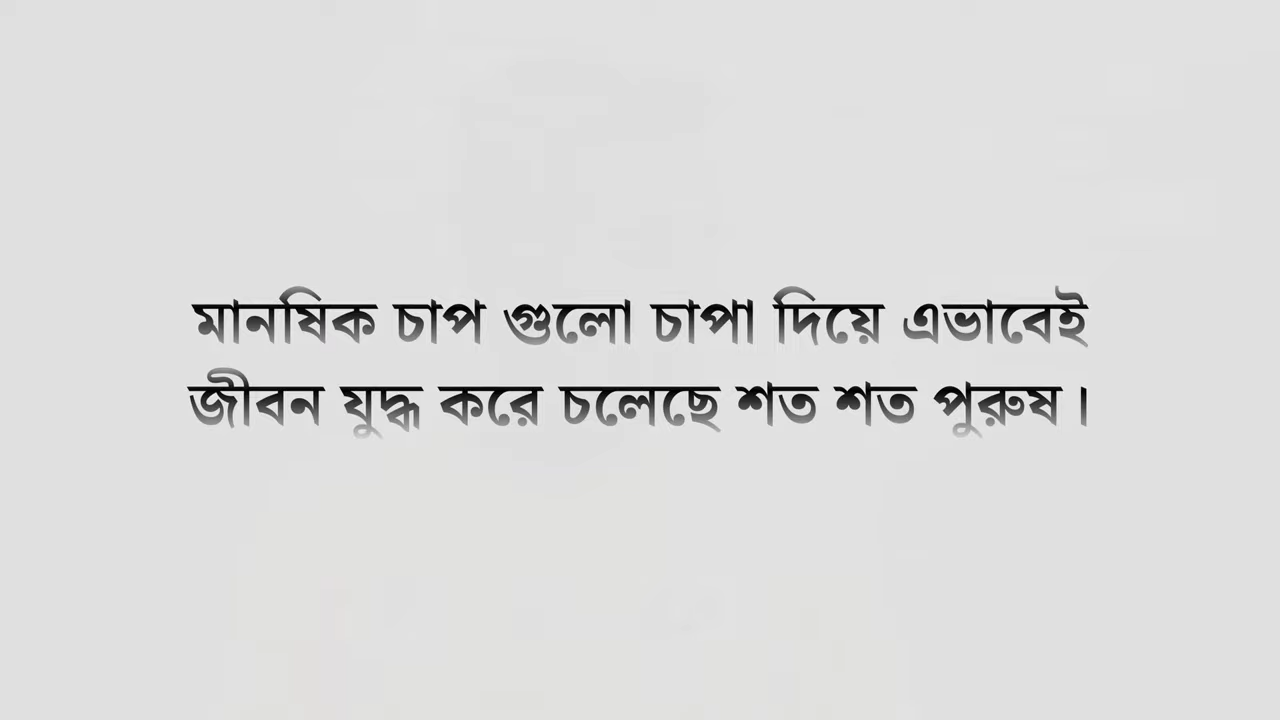 মানষিক চাপ গুলো চাপা দিয়ে এভাবেই
জীবন যুদ্ধ করে চলেছে শত শত পুরুষ।